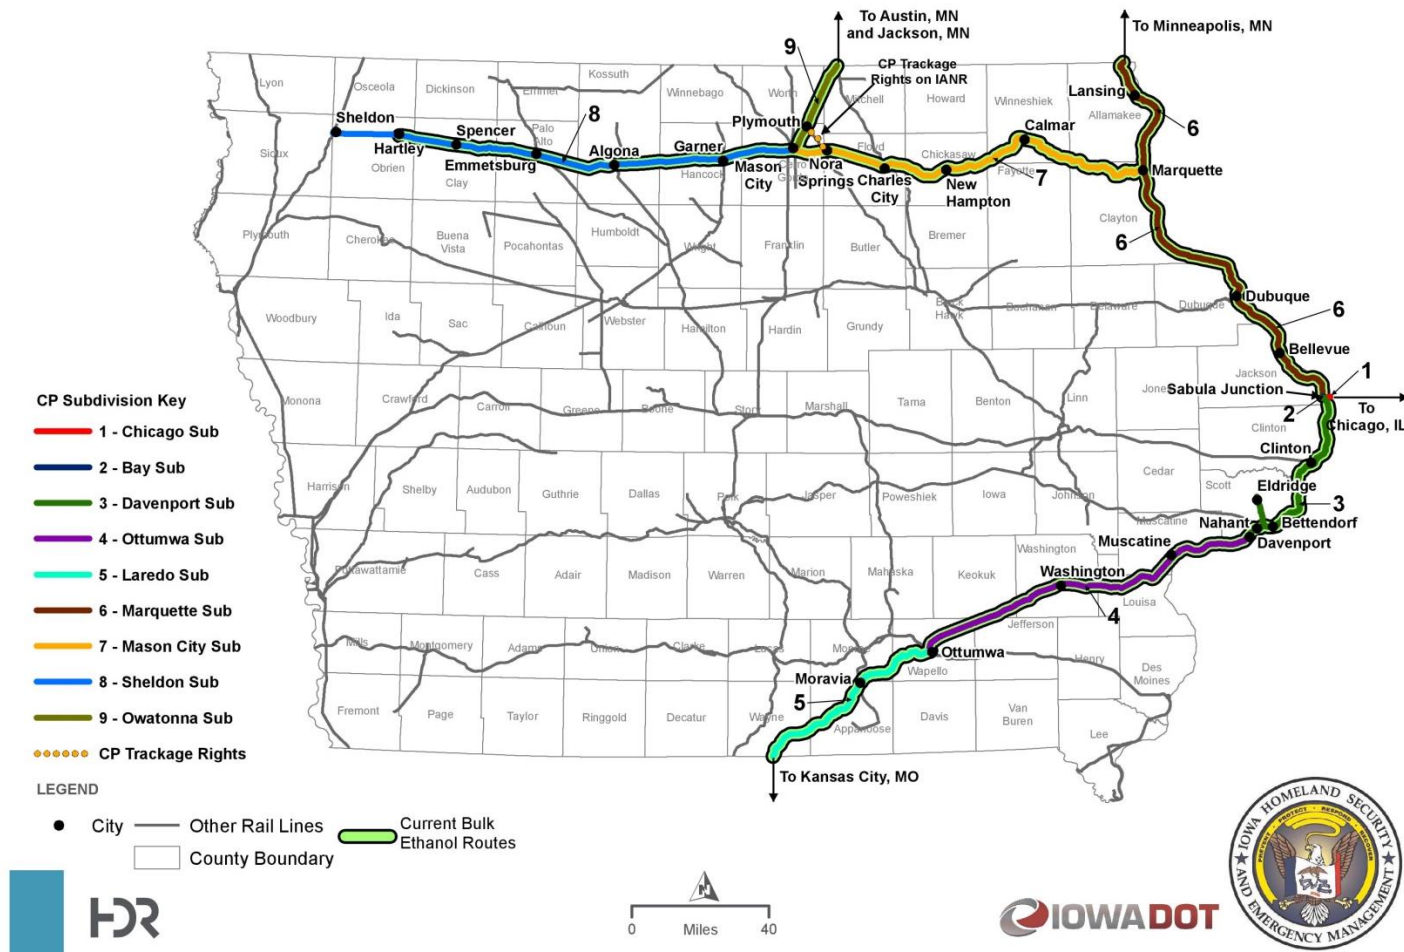 To Austin, MN
and Jackson, MN
To Minneapolis, MN
9
CP Trackage
Rights on IANR
Lyon
Osceola
Dickinson
Emmet
Kossuth
Winnebago
Worth
Mitchell
Howard
Winneshiek
Allamakee
Lansing
6
Sheldon
Hartley
Spencer
Emmetsburg
Palo
Alto
8
Algona
Garner
Plymouth
Mason
City
Nora
Springs
Floyd
Charles
City
Chickasaw
New
Hampton
Calmar
Fayette
7
Marquette
Sioux
Obrien
Clay
Hancock
Cerro
Gordo
Clayton
6
Plymouth
Cherokee
Buena
Vista
Pocahontas
Humboldt
Wright
Franklin
Butler
Bremer
Woodbury
Ida
Sac
Calhoun
Webster
Hamilton
Hardin
Grundy
Black
Hawk
Buchanan
Delaware
Dubuque
Dubuque
6
Bellevue
Jackson
1
Sabula Junction
2
To
Chicago, IL
Monona
Crawford
Carroll
Greene
Boone
Story
Marshall
Tama
Benton
Linn
Jones
Clinton
Clinton
Harrison
Shelby
Audubon
Guthrie
Dallas
Polk
Jasper
Poweshiek
Iowa
Johnson
Cedar
Scott
Eldridge
3
Nahant
Bettendorf
Davenport
Muscatine
Muscatine
Pottawattamie
Cass
Adair
Madison
Warren
Marion
Mahaska
Keokuk
Washington
Washington
Louisa
4
Mills
Montgomery
Adams
Union
Clarke
Lucas
Monroe
Wapello
Jefferson
Henry
Des
Moines
Ottumwa
Moravia
5
Fremont
Page
Taylor
Ringgold
Decatur
Wayne
Appanoose
Davis
Van
Buren
Lee
To Kansas City, MO
CP Subdivision Key
1 - Chicago Sub
2 - Bay Sub
3 - Davenport Sub
4 - Ottumwa Sub
5 - Laredo Sub
6 - Marquette Sub
7 - Mason City Sub
8 - Sheldon Sub
9 - Owatonna Sub
CP Trackage Rights
LEGEND
City
Other Rail Lines
Current Bulk
Ethanol Routes
County Boundary
HDR
N
0
40
Miles
IOWADOT
IOWA HOMELAND SECURITY
AND EMERGENCY MANAGEMENT
PREVENT PROTECT RESPOND RECOVER